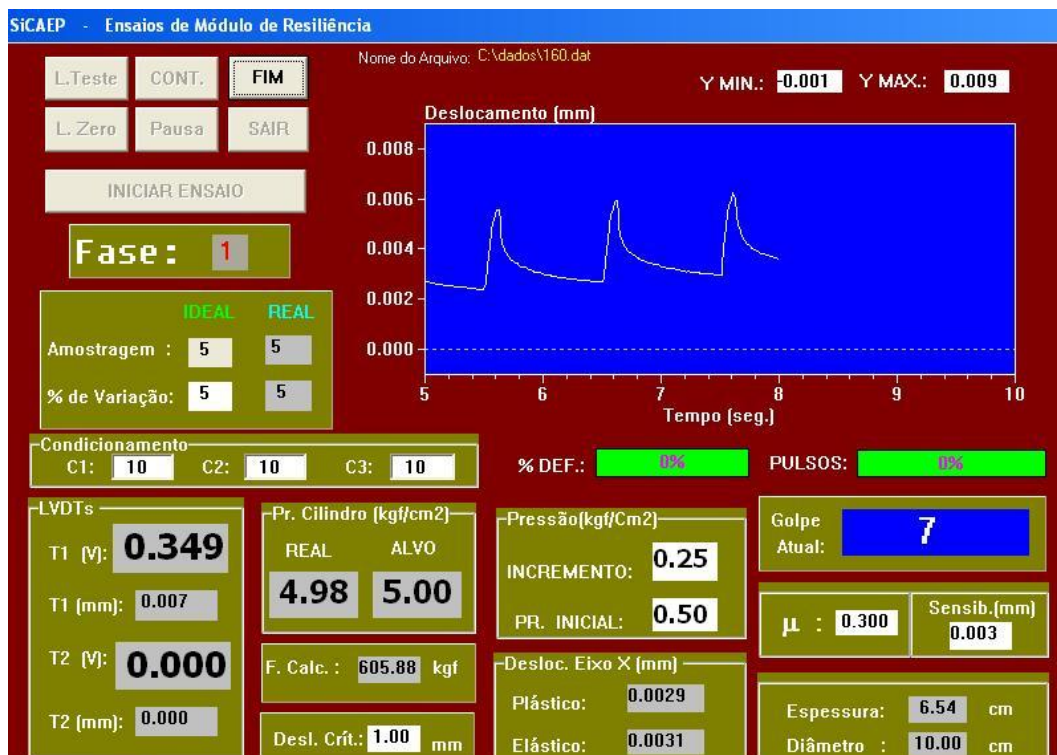 SiCAEP - Ensaios de Módulo de Resiliência
L.Teste CONT. FIM
L. Zero Pausa SAIR
INICIAR ENSAIO
Fase: 1
Nome do Arquivo: C:\dados\160.dat
Y MIN.: -0.001 Y MAX.: 0.009
Deslocamento (mm)
0.008
0.006
0.004
0.002
0.000
5 6 7 8 9 10
Tempo (seg.)
IDEAL REAL
Amostragem : 5 5
% de Variação: 5 5
Condicionamento
C1: 10 C2: 10 C3: 10
% DEF.: 0% PULSOS: 0%
LVDTs
T1 (V): 0.349
T1 (mm): 0.007
T2 (V): 0.000
T2 (mm): 0.000
Pr. Cilindro (kgf/cm2)
REAL ALVO
4.98 5.00
F. Calc. : 605.88 kgf
Desl. Crít.: 1.00 mm
Pressão(kgf/Cm2)
INCREMENTO: 0.25
PR. INICIAL: 0.50
Desloc. Eixo X (mm)
Plástico: 0.0029
Elástico: 0.0031
Golpe
Atual: 7
µ : 0.300
Sensib.(mm)
0.003
Espessura: 6.54 cm
Diâmetro : 10.00 cm